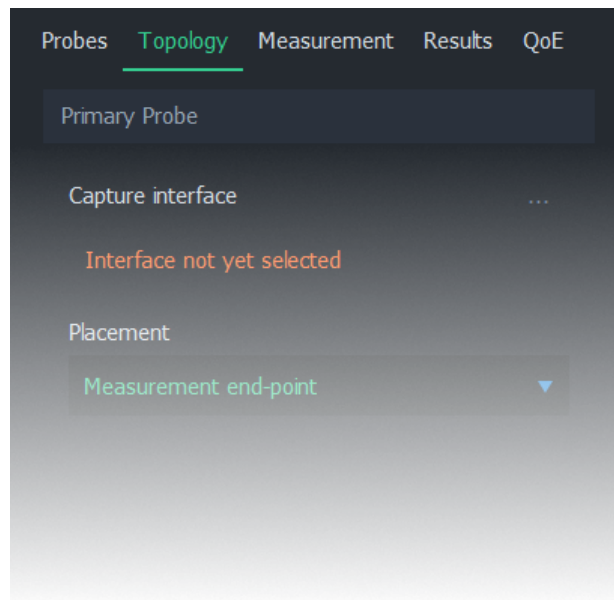 Probes Topology Measurement Results QoE
Primary Probe
Capture interface ...
Interface not yet selected
Placement
Measurement end-point